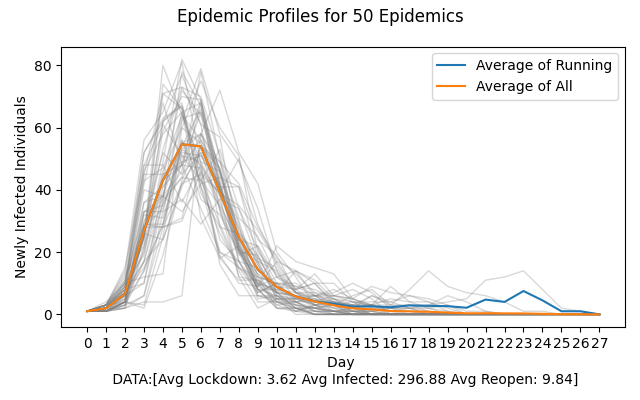 Epidemic Profiles for 50 Epidemics
Average of Running
Average of All
Newly Infected Individuals
80
60
40
20
0
0 1 2 3 4 5 6 7 8 9 10 11 12 13 14 15 16 17 18 19 20 21 22 23 24 25 26 27
Day
DATA:[Avg Lockdown: 3.62 Avg Infected: 296.88 Avg Reopen: 9.84]